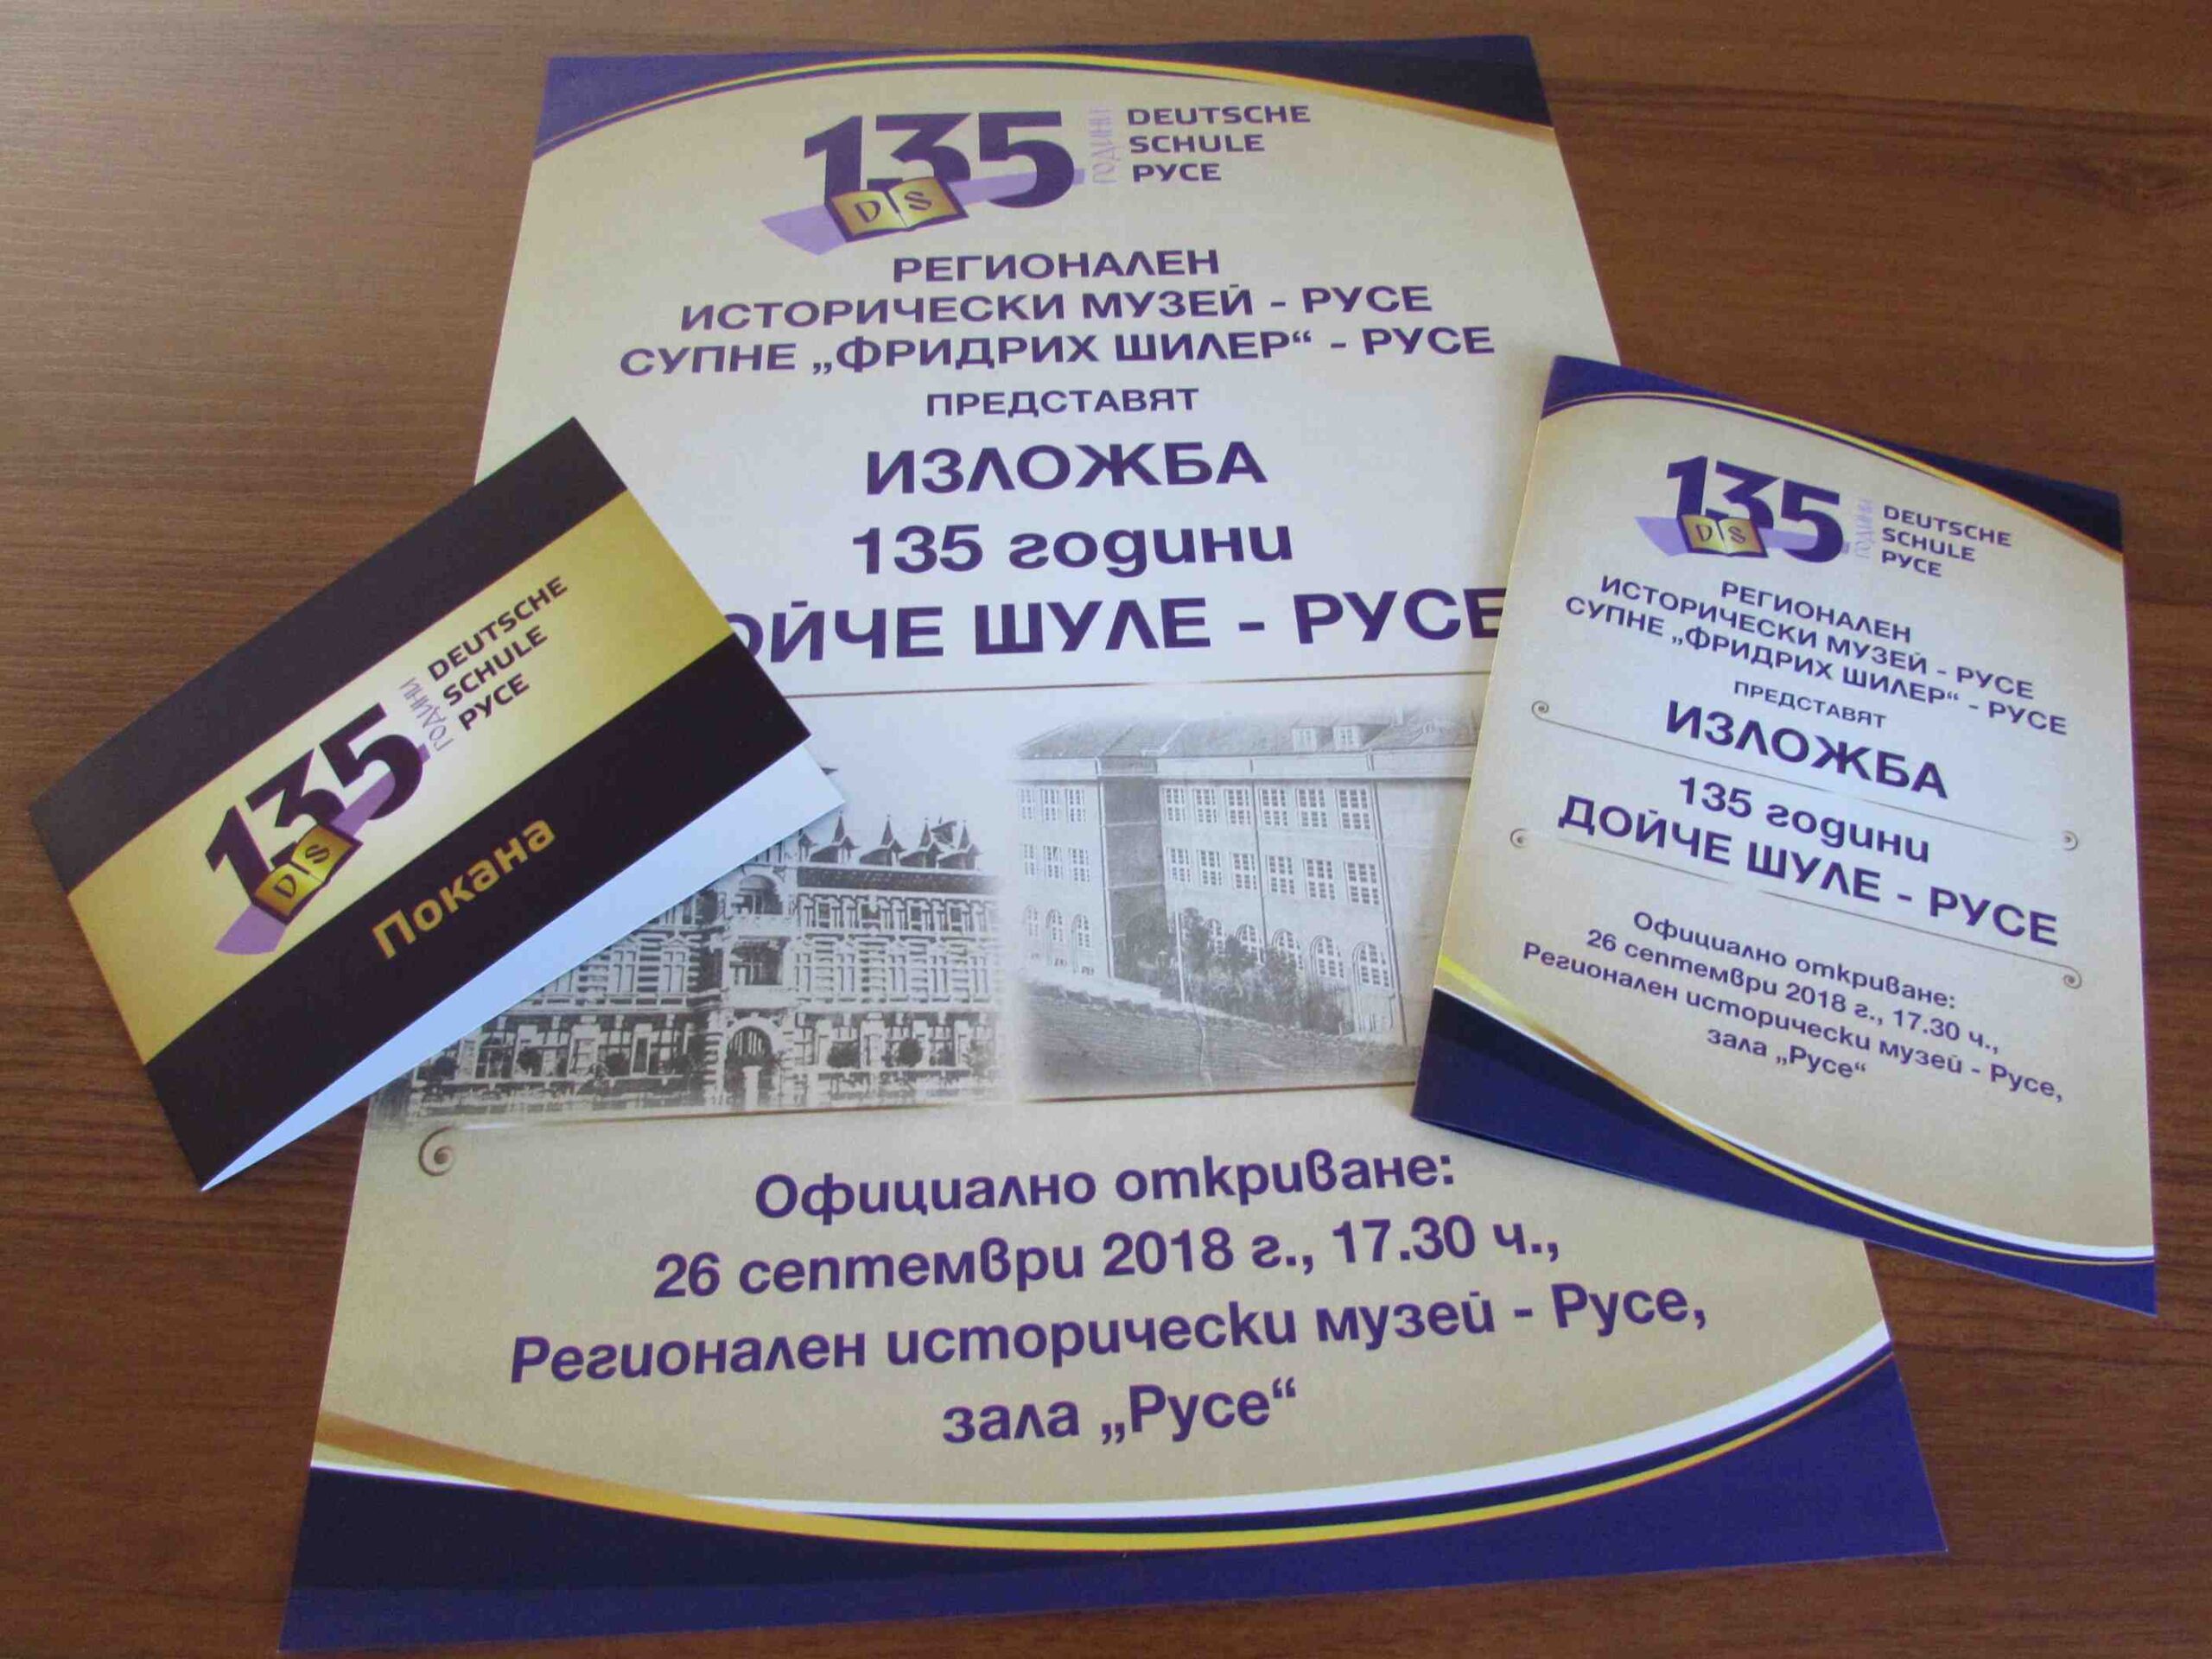 135
ГОДИНИ
DEUTSCHE
SCHULE
РУСЕ
DS
РЕГИОНАЛЕН
ИСТОРИЧЕСКИ МУЗЕЙ - РУСЕ
СУПНЕ „ФРИДРИХ ШИЛЕР“ - РУСЕ
ПРЕДСТАВЯТ
ИЗЛОЖБА
135 години
ОЙЧЕ ШУЛЕ - РУСЕ
Официално откриване:
26 септември 2018 г., 17.30 ч.,
Регионален исторически музей - Русе,
зала „Русе“
135
ГОДИНИ
DEUTSCHE
SCHULE
РУСЕ
DS
Покана
135
ГОДИНИ
DEUTSCHE
SCHULE
РУСЕ
DS
РЕГИОНАЛЕН
ИСТОРИЧЕСКИ МУЗЕЙ - РУСЕ
СУПНЕ „ФРИДРИХ ШИЛЕР“ - РУСЕ
ПРЕДСТАВЯТ
ИЗЛОЖБА
135 години
ДОЙЧЕ ШУЛЕ - РУСЕ
Официално откриване:
26 септември 2018 г., 17.30 ч.,
Регионален исторически музей - Русе,
зала „Русе“